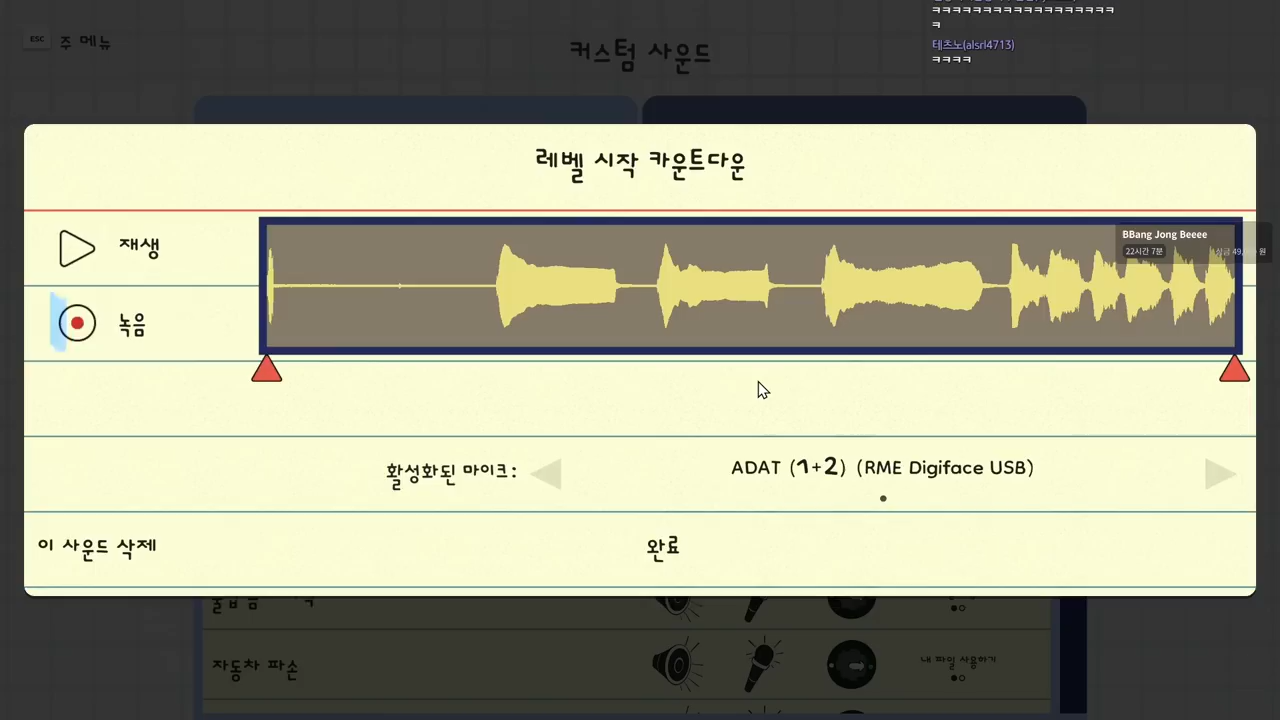 ㅋㅋㅋㅋㅋㅋㅋㅋㅋㅋㅋㅋㅋㅋㅋㅋㅋㅋ
ㅋ
ESC 주 메뉴
커스텀 사운드
테츠노(alsrl4713)
ㅋㅋㅋㅋ
레벨 시작 카운트다운
재생
BBang Jong Beeee
22시간 7분
녹음
활성화된 마이크:
ADAT (1+2) (RME Digiface USB)
이 사운드 삭제
완료
자동차 파손
내 파일 사용하기